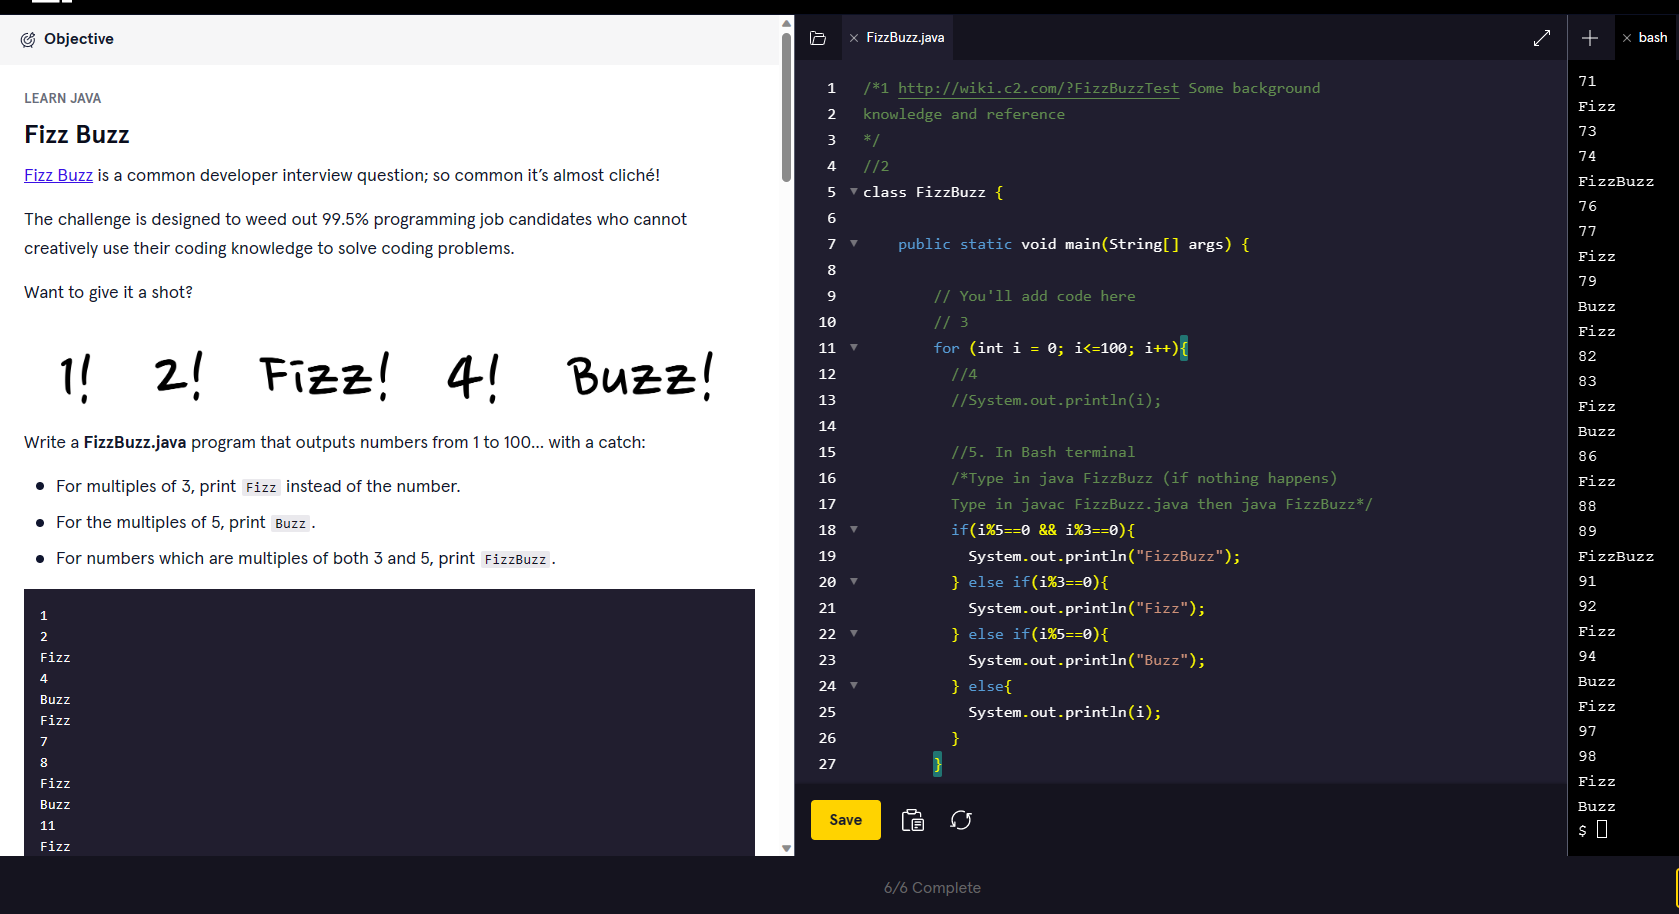 Objective
LEARN JAVA
Fizz Buzz
Fizz Buzz is a common developer interview question; so common it's almost cliché!
The challenge is designed to weed out 99.5% programming job candidates who cannot
creatively use their coding knowledge to solve coding problems.
Want to give it a shot?
1! 2! Fizz! 4! Buzz!
Write a FizzBuzz.java program that outputs numbers from 1 to 100... with a catch:
For multiples of 3, print Fizz instead of the number.
For the multiples of 5, print Buzz.
For numbers which are multiples of both 3 and 5, print FizzBuzz.
1
2
Fizz
4
Buzz
Fizz
7
8
Fizz
Buzz
11
Fizz
FizzBuzz.java
1 /*1 http://wiki.c2.com/?FizzBuzzTest Some background
2 knowledge and reference
3 */
4 //2
5 class FizzBuzz {
6
7 public static void main(String[] args) {
8
9 // You'll add code here
10 // 3
11 for (int i = 0; i<=100; i++){
12 //4
13 //System.out.println(i);
14
15 //5. In Bash terminal
16 /*Type in java FizzBuzz (if nothing happens)
17 Type in javac FizzBuzz.java then java FizzBuzz*/
18 if(i%5==0 && i%3==0){
19 System.out.println("FizzBuzz");
20 } else if(i%3==0){
21 System.out.println("Fizz");
22 } else if(i%5==0){
23 System.out.println("Buzz");
24 } else{
25 System.out.println(i);
26 }
27 }
Save
bash
71
Fizz
73
74
FizzBuzz
76
77
Fizz
79
Buzz
Fizz
82
83
Fizz
Buzz
86
Fizz
88
89
FizzBuzz
91
92
Fizz
94
Buzz
Fizz
97
98
Fizz
Buzz
$
6/6 Complete